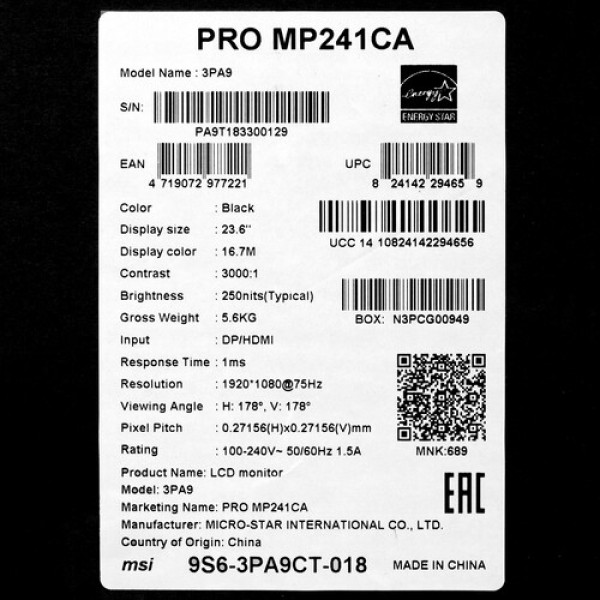 PRO MP241CA
Model Name : 3PA9
energy
ENERGY STAR
S/N:
PA9T183300129
EAN
4 719072 977221
UPC
8 24142 29465 9
Color : Black
Display size : 23.6"
UCC 14 10824142294656
Display color : 16.7M
Contrast : 3000:1
Brightness : 250nits(Typical)
Gross Weight : 5.6KG
BOX: N3PCG00949
Input : DP/HDMI
Response Time : 1ms
Resolution : 1920*1080@75Hz
Viewing Angle : H: 178°, V: 178°
Pixel Pitch : 0.27156(H)x0.27156(V)mm
Rating : 100-240V~ 50/60Hz 1.5A
MNK:689
Product Name: LCD monitor
Model: 3PA9
Marketing Name: PRO MP241CA
Manufacturer: MICRO-STAR INTERNATIONAL CO., LTD.
Country of Origin: China
EAC
msi 9S6-3PA9CT-018 MADE IN CHINA